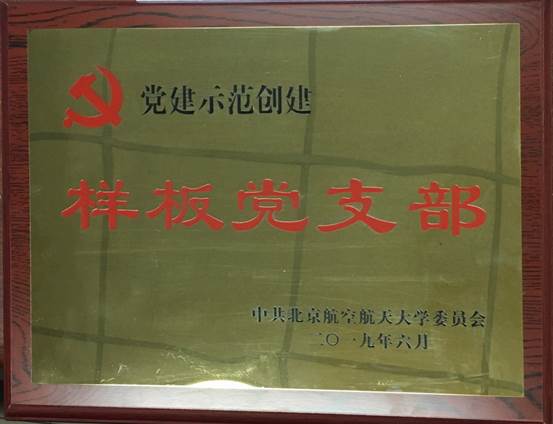 党建示范创建
样板党支部
中共北京航空航天大学委员会
二〇一九年六月